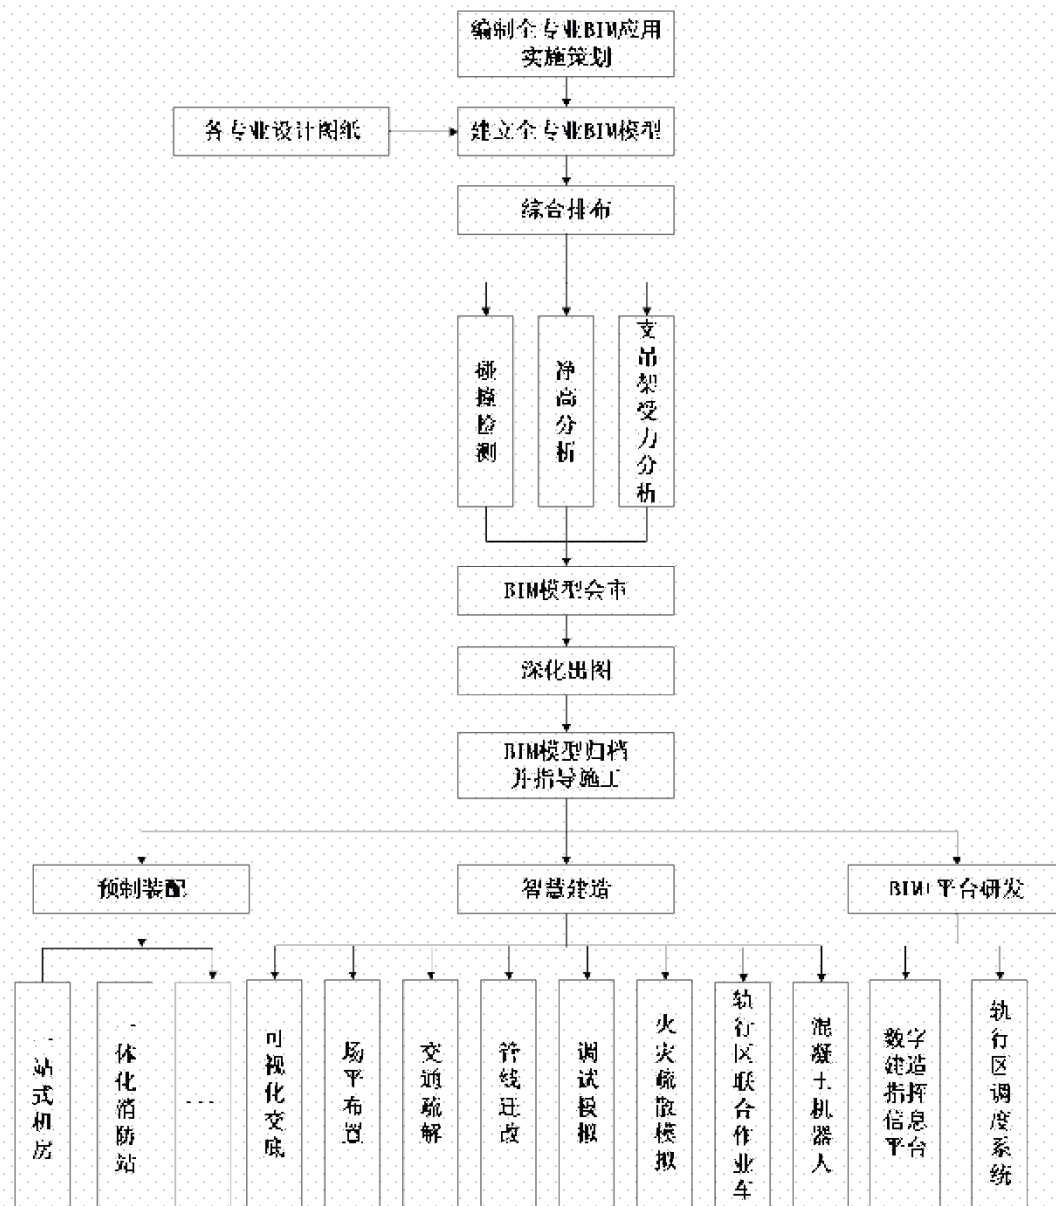 编制全专业BIM应用
实施策划
各专业设计图纸
建立全专业BIM模型
综合排布
碰撞检测
净高分析
支吊架受力分析
BIM模型会审
深化出图
BIM模型归档
并指导施工
预制装配
智慧建造
BIM+平台研发
一站式机房
一体化消防站
...
可视化交底
场平布置
交通疏解
管线迁改
调试模拟
火灾疏散模拟
轨行区联合作业车
混凝土机器人
数字
建造
指挥
信息
平台
轨行区调度系统